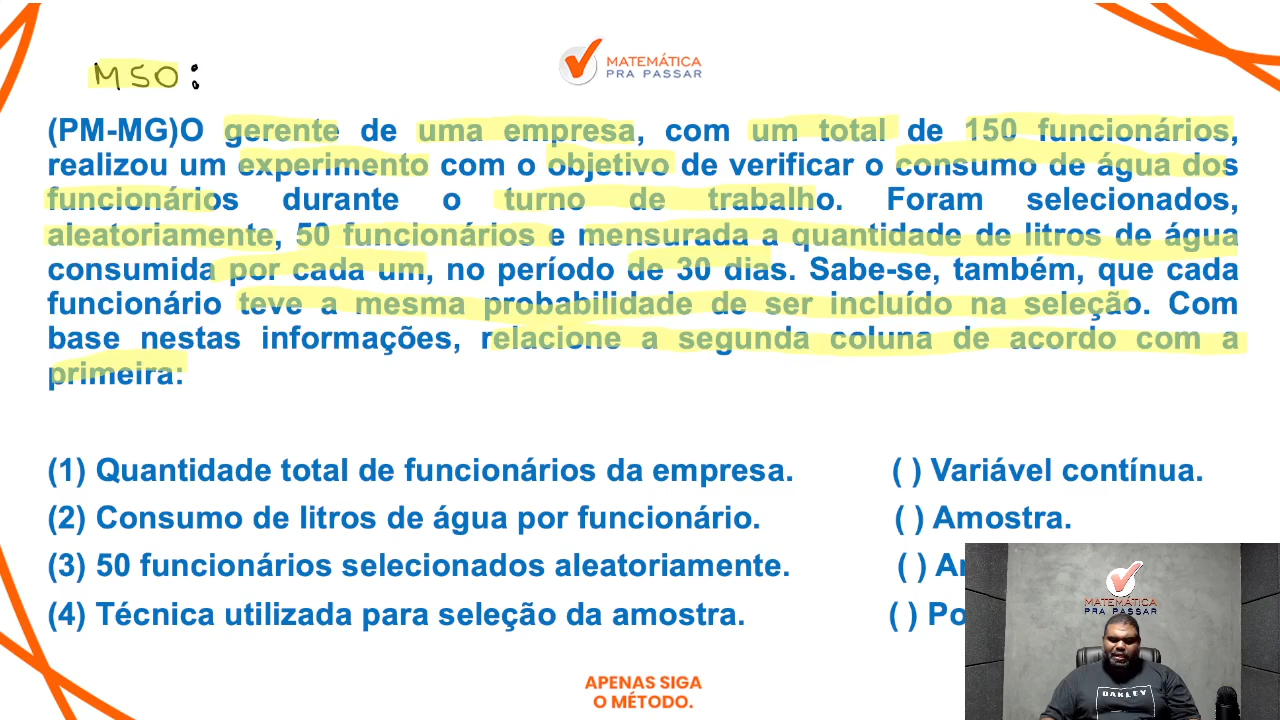 MSO:
MATEMÁTICA
PRA PASSAR
(PM-MG)O gerente de uma empresa, com um total de 150 funcionários,
realizou um experimento com o objetivo de verificar o consumo de água dos
funcionários durante o turno de trabalho. Foram selecionados,
aleatoriamente, 50 funcionários e mensurada a quantidade de litros de água
consumida por cada um, no período de 30 dias. Sabe-se, também, que cada
funcionário teve a mesma probabilidade de ser incluído na seleção. Com
base nestas informações, relacione a segunda coluna de acordo com a
primeira:
(1) Quantidade total de funcionários da empresa. ( ) Variável contínua.
(2) Consumo de litros de água por funcionário. ( ) Amostra.
(3) 50 funcionários selecionados aleatoriamente. ( )
(4) Técnica utilizada para seleção da amostra. ( )
MATEMÁTICA
PRA PASSAR
OAKLEY
APENAS SIGA
O MÉTODO.